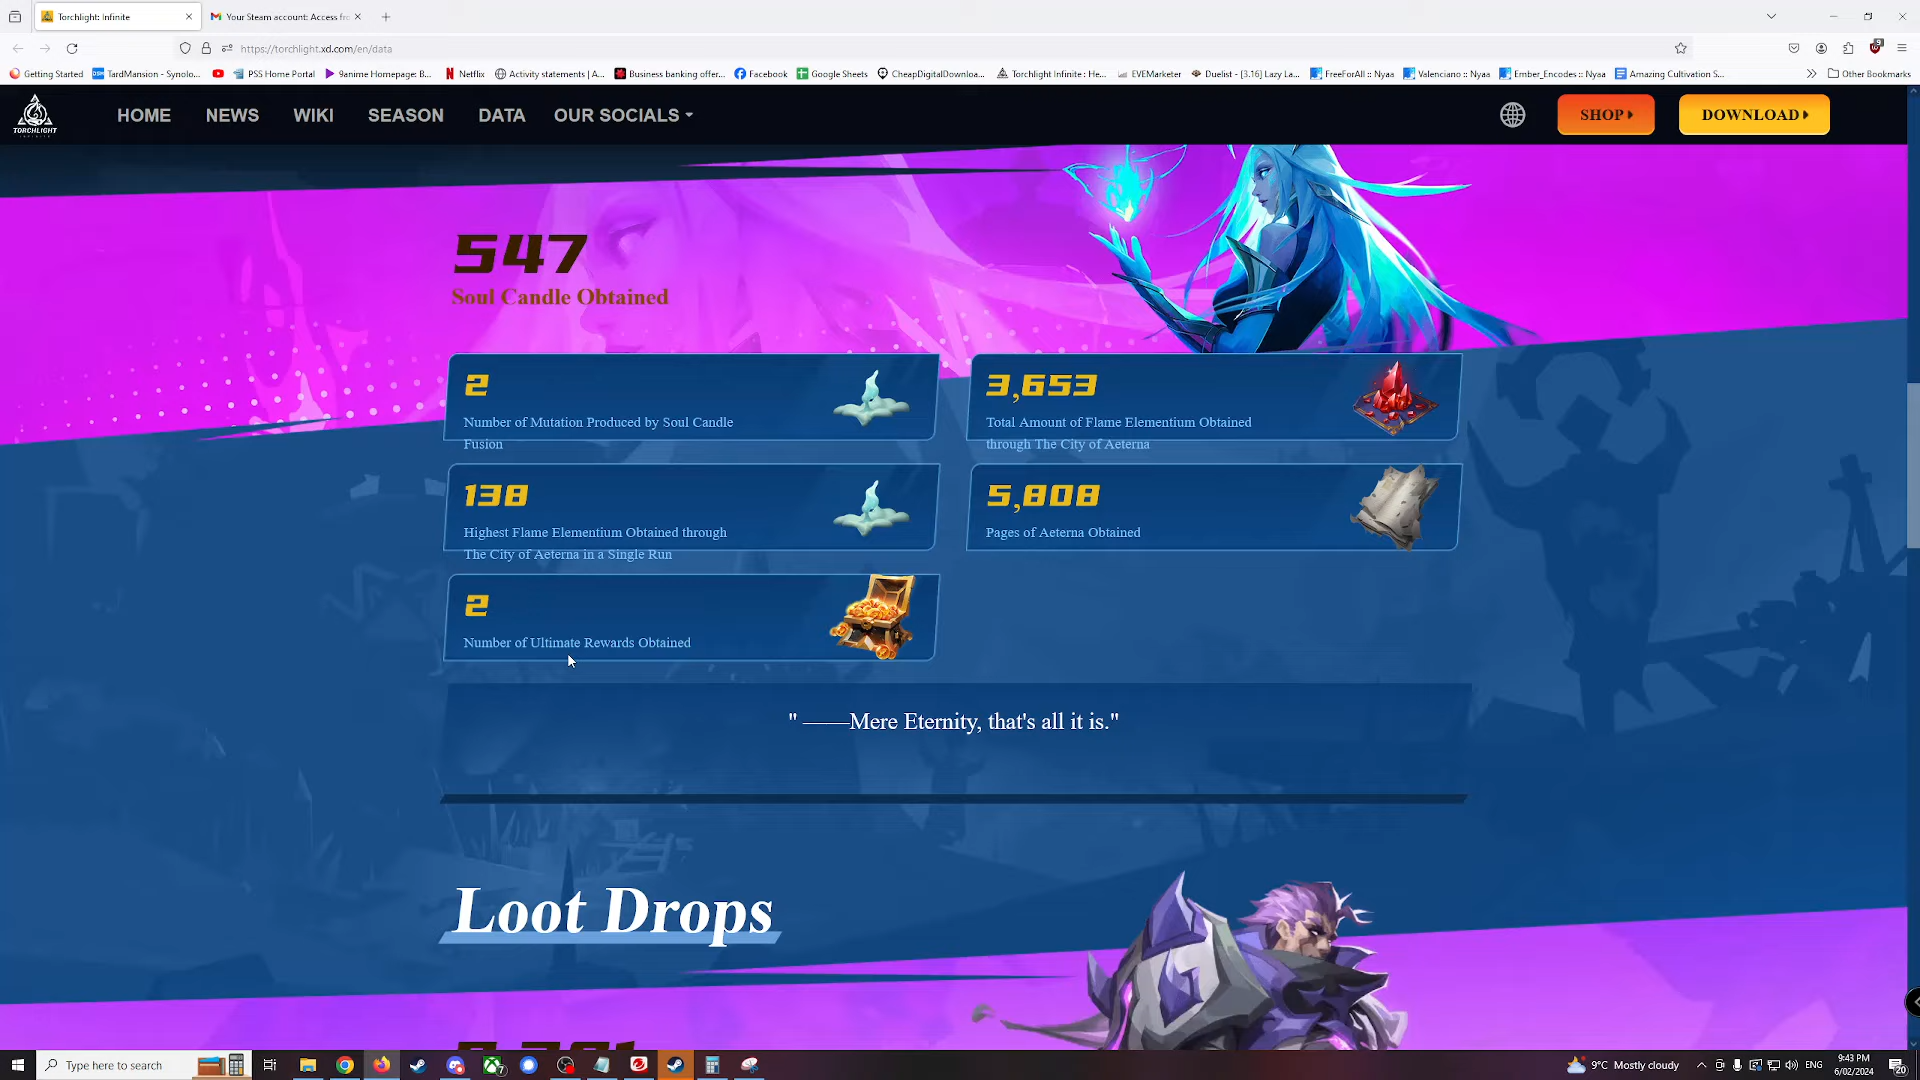 Torchlight: Infinite
Your Steam account: Access fro
https://torchlight.xd.com/en/data
Getting Started
TardMansion - Synolo...
PSS Home Portal
9anime Homepage: B...
Netflix
Activity statements | A...
Business banking offer...
Facebook
Google Sheets
CheapDigitalDownloa...
Torchlight Infinite : He...
EVEMarketer
Duelist - [3.16] Lazy La...
FreeForAll :: Nyaa
Valenciano :: Nyaa
Ember_Encodes :: Nyaa
Amazing Cultivation S...
Other Bookmarks
TORCHLIGHT
INFINITE
HOME
NEWS
WIKI
SEASON
DATA
OUR SOCIALS
SHOP
DOWNLOAD
547
Soul Candle Obtained
2
Number of Mutation Produced by Soul Candle
Fusion
3,653
Total Amount of Flame Elementium Obtained
through The City of Aeterna
138
Highest Flame Elementium Obtained through
The City of Aeterna in a Single Run
5,808
Pages of Aeterna Obtained
2
Number of Ultimate Rewards Obtained
" ——Mere Eternity, that's all it is."
Loot Drops
Type here to search
9°C Mostly cloudy
ENG
9:43 PM
6/02/2024
20